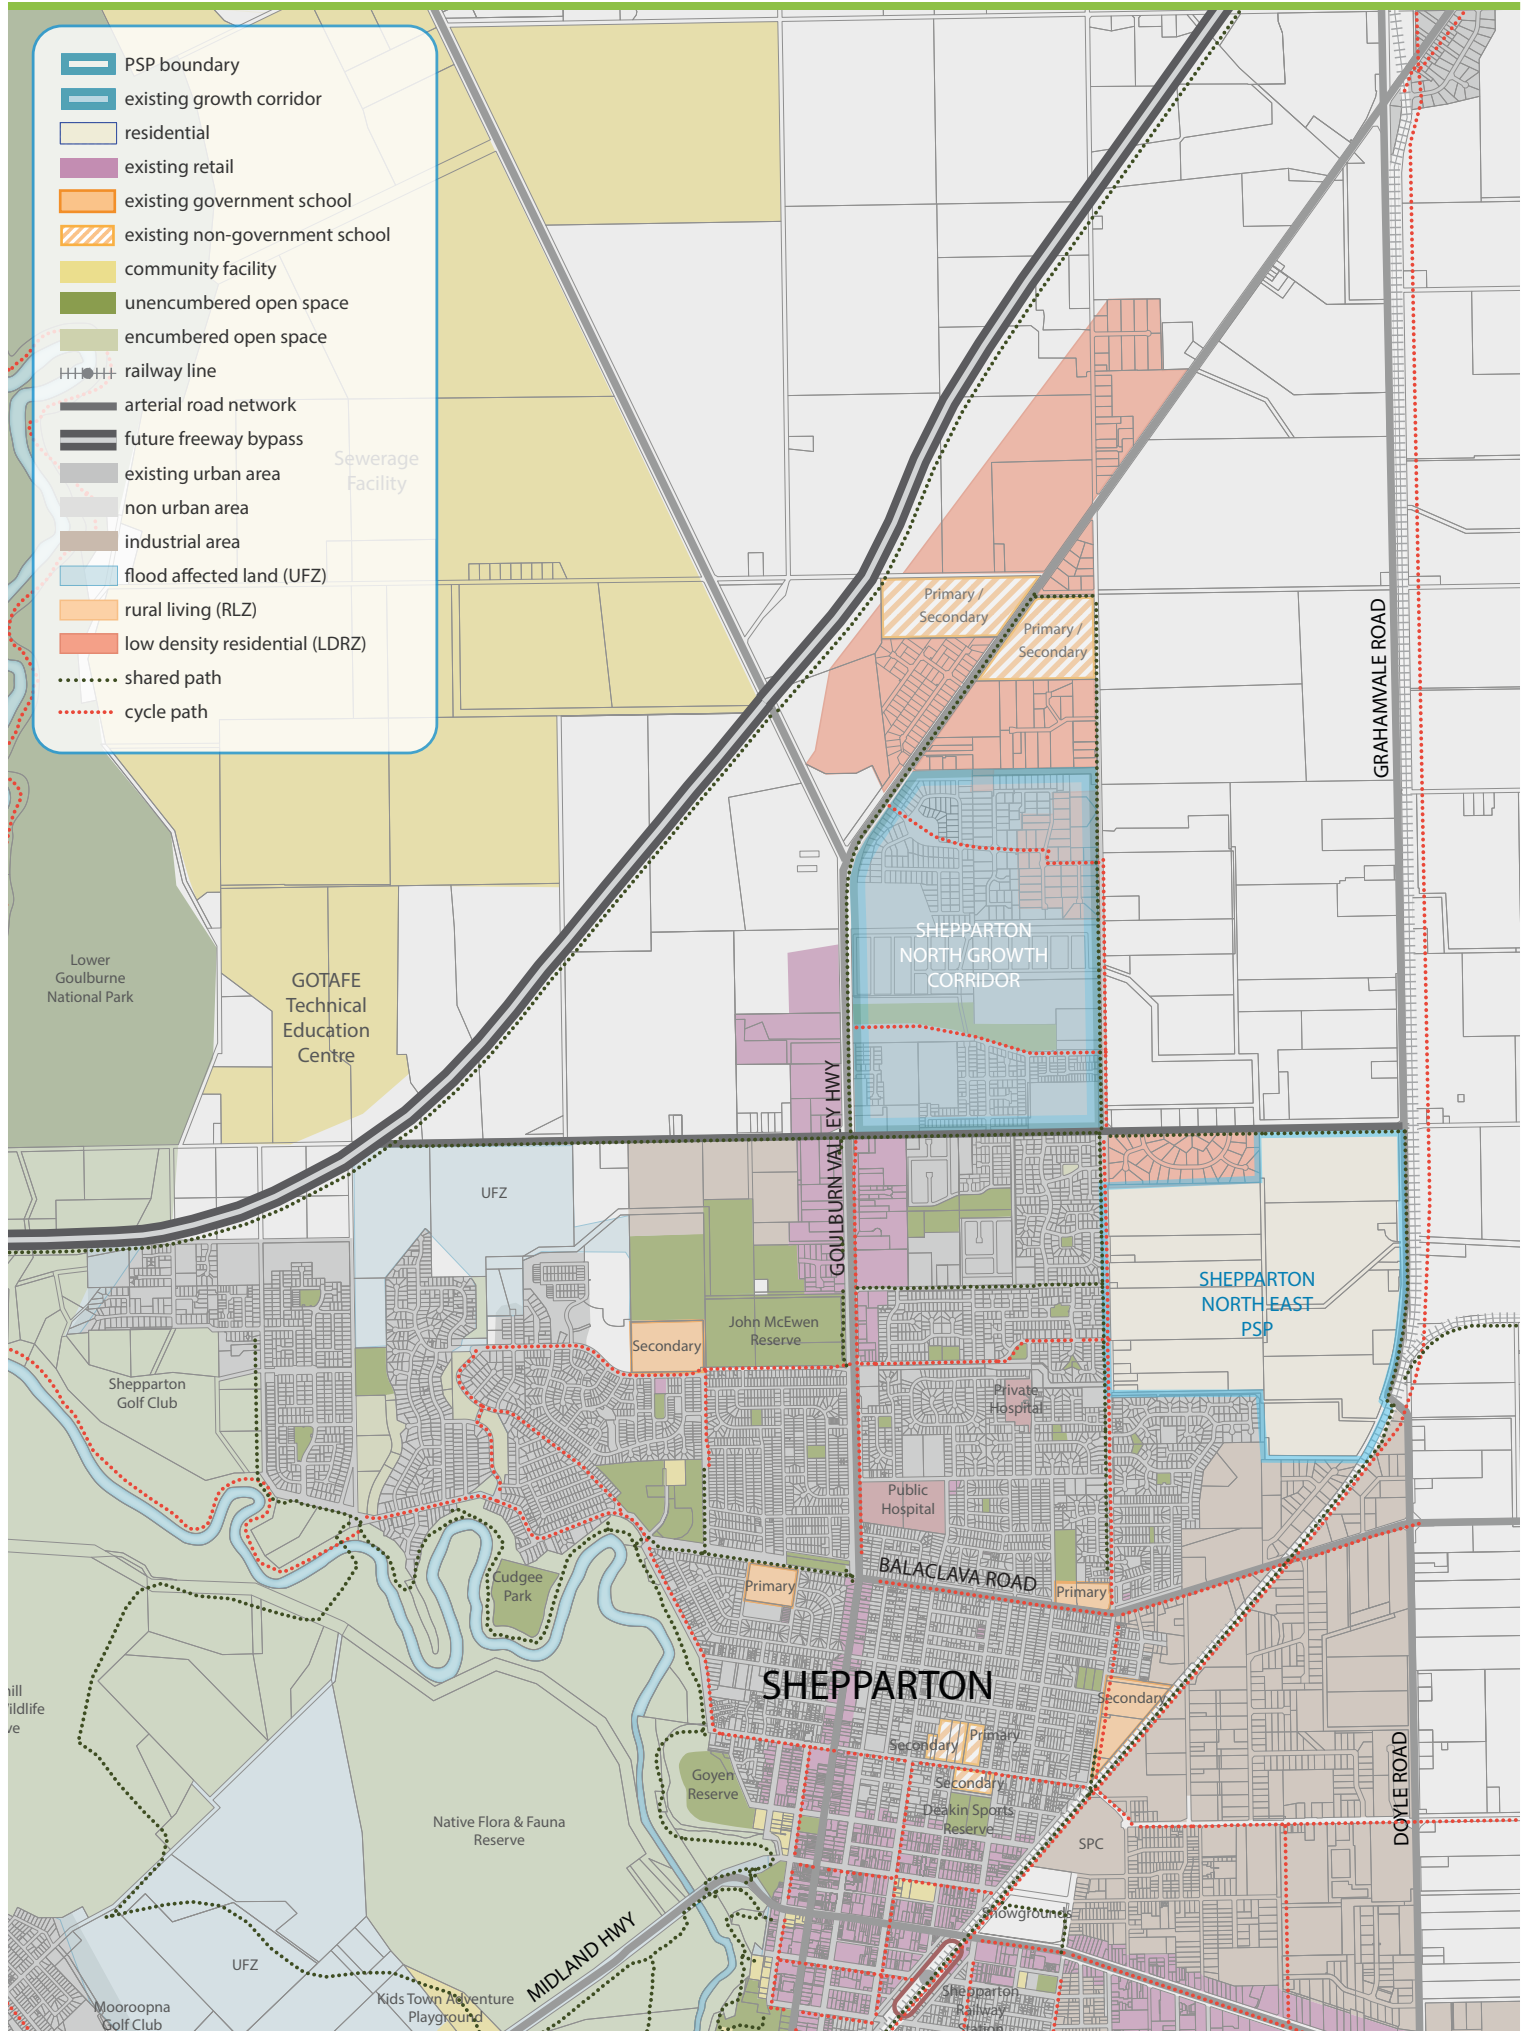 PSP boundary
existing growth corridor
residential
existing retail
existing government school
existing non-government school
community facility
unencumbered open space
encumbered open space
railway line
arterial road network
future freeway bypass
existing urban area
non urban area
industrial area
flood affected land (UFZ)
rural living (RLZ)
low density residential (LDRZ)
shared path
cycle path
Sewerage
Facility
Primary /
Secondary
Primary /
Secondary
GRAHAMVALE ROAD
SHEPPARTON
NORTH GROWTH
CORRIDOR
Lower
Goulburne
National Park
GOTAFE
Technical
Education
Centre
GOULBURN VALLEY HWY
UFZ
SHEPPARTON
NORTH EAST
PSP
John McEwen
Reserve
Secondary
Shepparton
Golf Club
Private
Hospital
Public
Hospital
BALACLAVA ROAD
Cudgee
Park
Primary
Primary
SHEPPARTON
Secondary
ill
ildlife
ve
Secondary
Primary
Secondary
Goyen
Reserve
Deakin Sports
Reserve
DOYLE ROAD
Native Flora & Fauna
Reserve
SPC
Showgrounds
MIDLAND HWY
UFZ
Kids Town Adventure
Playground
Mooroopna
Golf Club
Shepparton
Railway
Station